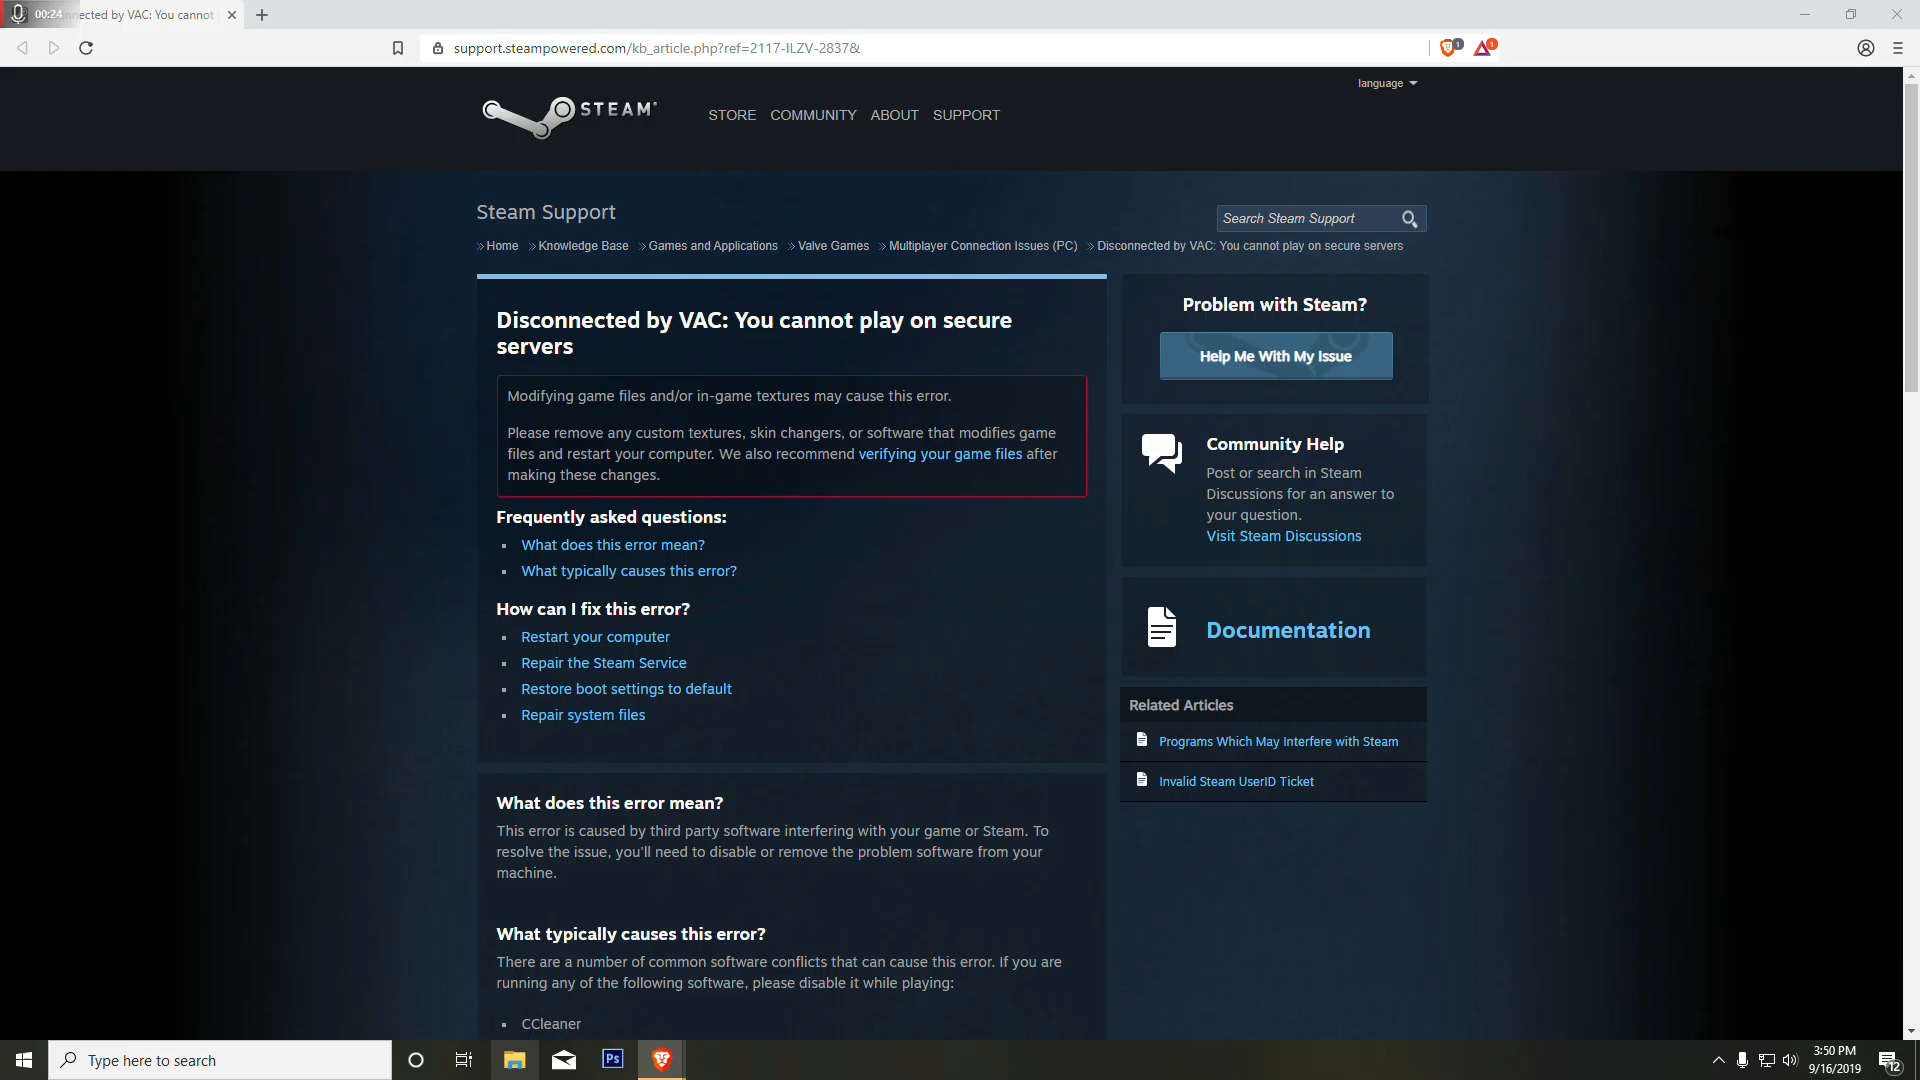 00:24
nnected by VAC: You cannot
support.steampowered.com/kb_article.php?ref=2117-ILZV-2837&
1
1
language
STEAM
STORE COMMUNITY ABOUT SUPPORT
Steam Support
Search Steam Support
» Home » Knowledge Base » Games and Applications » Valve Games » Multiplayer Connection Issues (PC) » Disconnected by VAC: You cannot play on secure servers
Disconnected by VAC: You cannot play on secure
servers
Modifying game files and/or in-game textures may cause this error.
Please remove any custom textures, skin changers, or software that modifies game
files and restart your computer. We also recommend verifying your game files after
making these changes.
Frequently asked questions:
What does this error mean?
What typically causes this error?
How can I fix this error?
Restart your computer
Repair the Steam Service
Restore boot settings to default
Repair system files
What does this error mean?
This error is caused by third party software interfering with your game or Steam. To
resolve the issue, you'll need to disable or remove the problem software from your
machine.
What typically causes this error?
There are a number of common software conflicts that can cause this error. If you are
running any of the following software, please disable it while playing:
CCleaner
Problem with Steam?
Help Me With My Issue
Community Help
Post or search in Steam
Discussions for an answer to
your question.
Visit Steam Discussions
Documentation
Related Articles
Programs Which May Interfere with Steam
Invalid Steam UserID Ticket
Type here to search
Ps
3:50 PM
9/16/2019
12